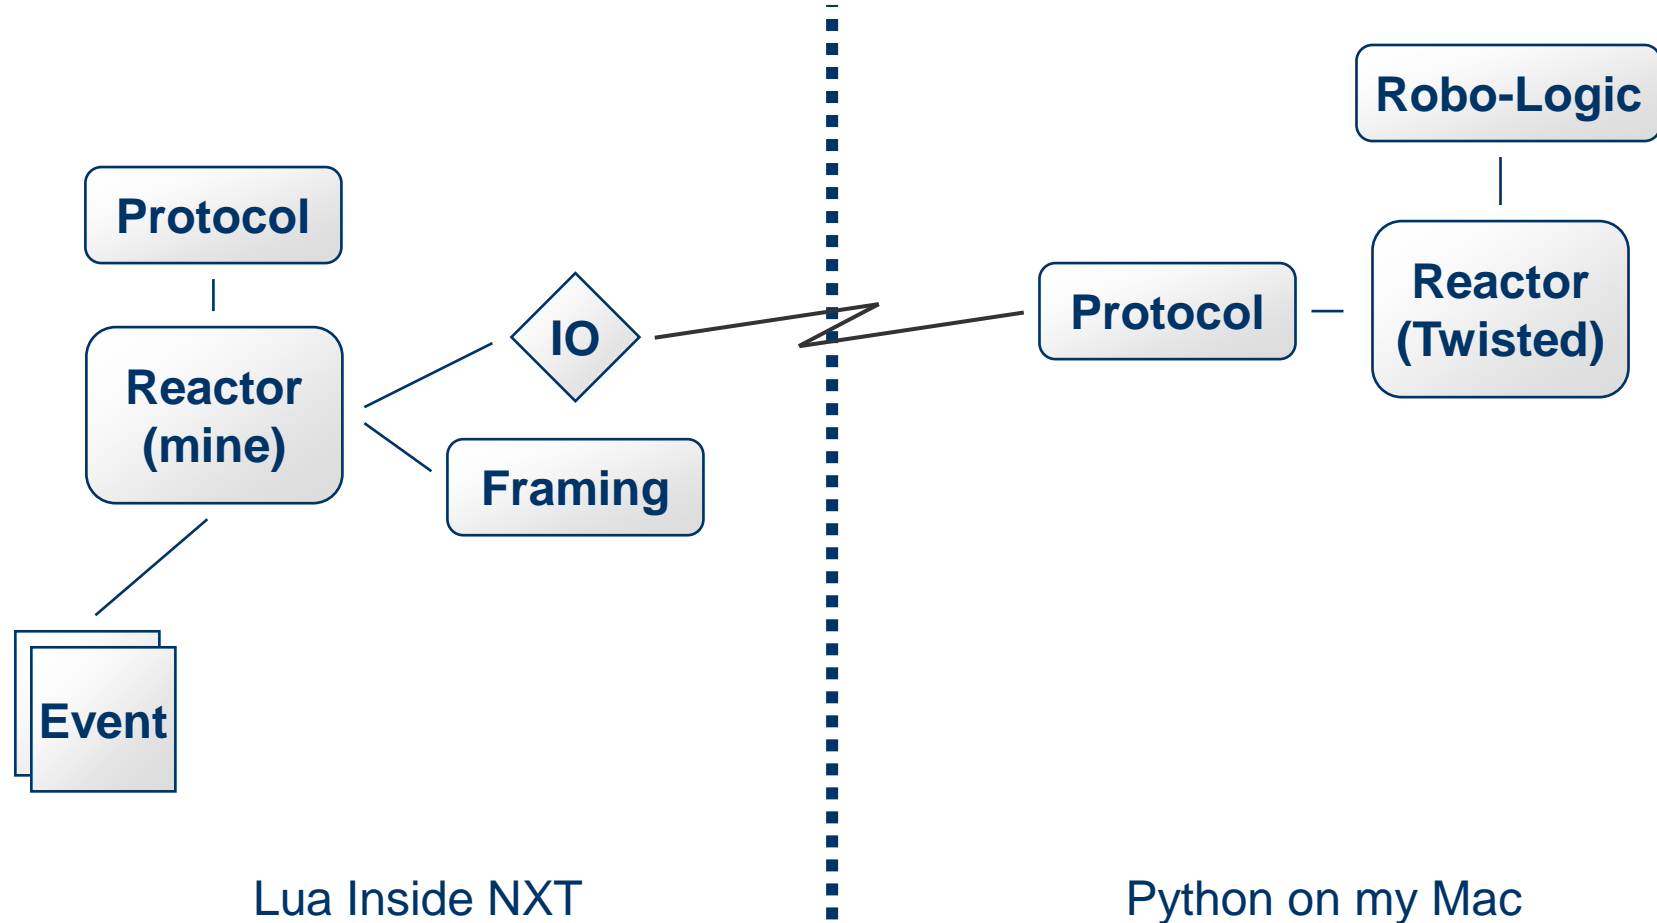 Protocol
Reactor
(mine)
IO
Framing
Event
Lua Inside NXT
Robo-Logic
Protocol
Reactor
(Twisted)
Python on my Mac